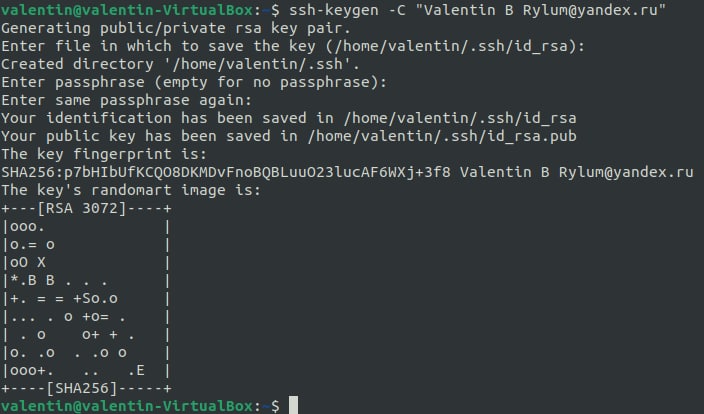 valentin@valentin-VirtualBox:~$ ssh-keygen -C "Valentin B Rylum@yandex.ru"
Generating public/private rsa key pair.
Enter file in which to save the key (/home/valentin/.ssh/id_rsa):
Created directory '/home/valentin/.ssh'.
Enter passphrase (empty for no passphrase):
Enter same passphrase again:
Your identification has been saved in /home/valentin/.ssh/id_rsa
Your public key has been saved in /home/valentin/.ssh/id_rsa.pub
The key fingerprint is:
SHA256:p7bHIbUfKCQO8DKMDvFnoBQBLuuO23lucAF6WXj+3f8 Valentin B Rylum@yandex.ru
The key's randomart image is:
+---[RSA 3072]----+
|ooo.             |
|o.= o            |
|oO X             |
|*.B B . . .      |
|+. = = +So.o     |
|... . o +o= .    |
| . o    o+ + .   |
|o. .o  . .o o    |
|ooo+.   ..   .E  |
+----[SHA256]-----+
valentin@valentin-VirtualBox:~$